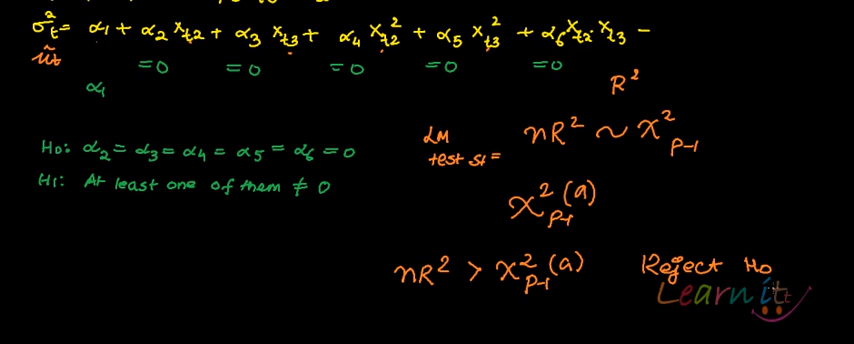 σ²t = α1 + α2 xt2 + α3 xt3 + α4 x²t2 + α5 x²t3 + α6 xt2 xt3 –
ũt =0 =0 =0 =0 =0
α1
R²
H0: α2 = α3 = α4 = α5 = α6 = 0
H1: At least one of them ≠ 0
LM
test st =
nR² ~ χ²p-1
χ²p-1 (a)
nR² > χ²p-1 (a) Reject H0
Learnitt